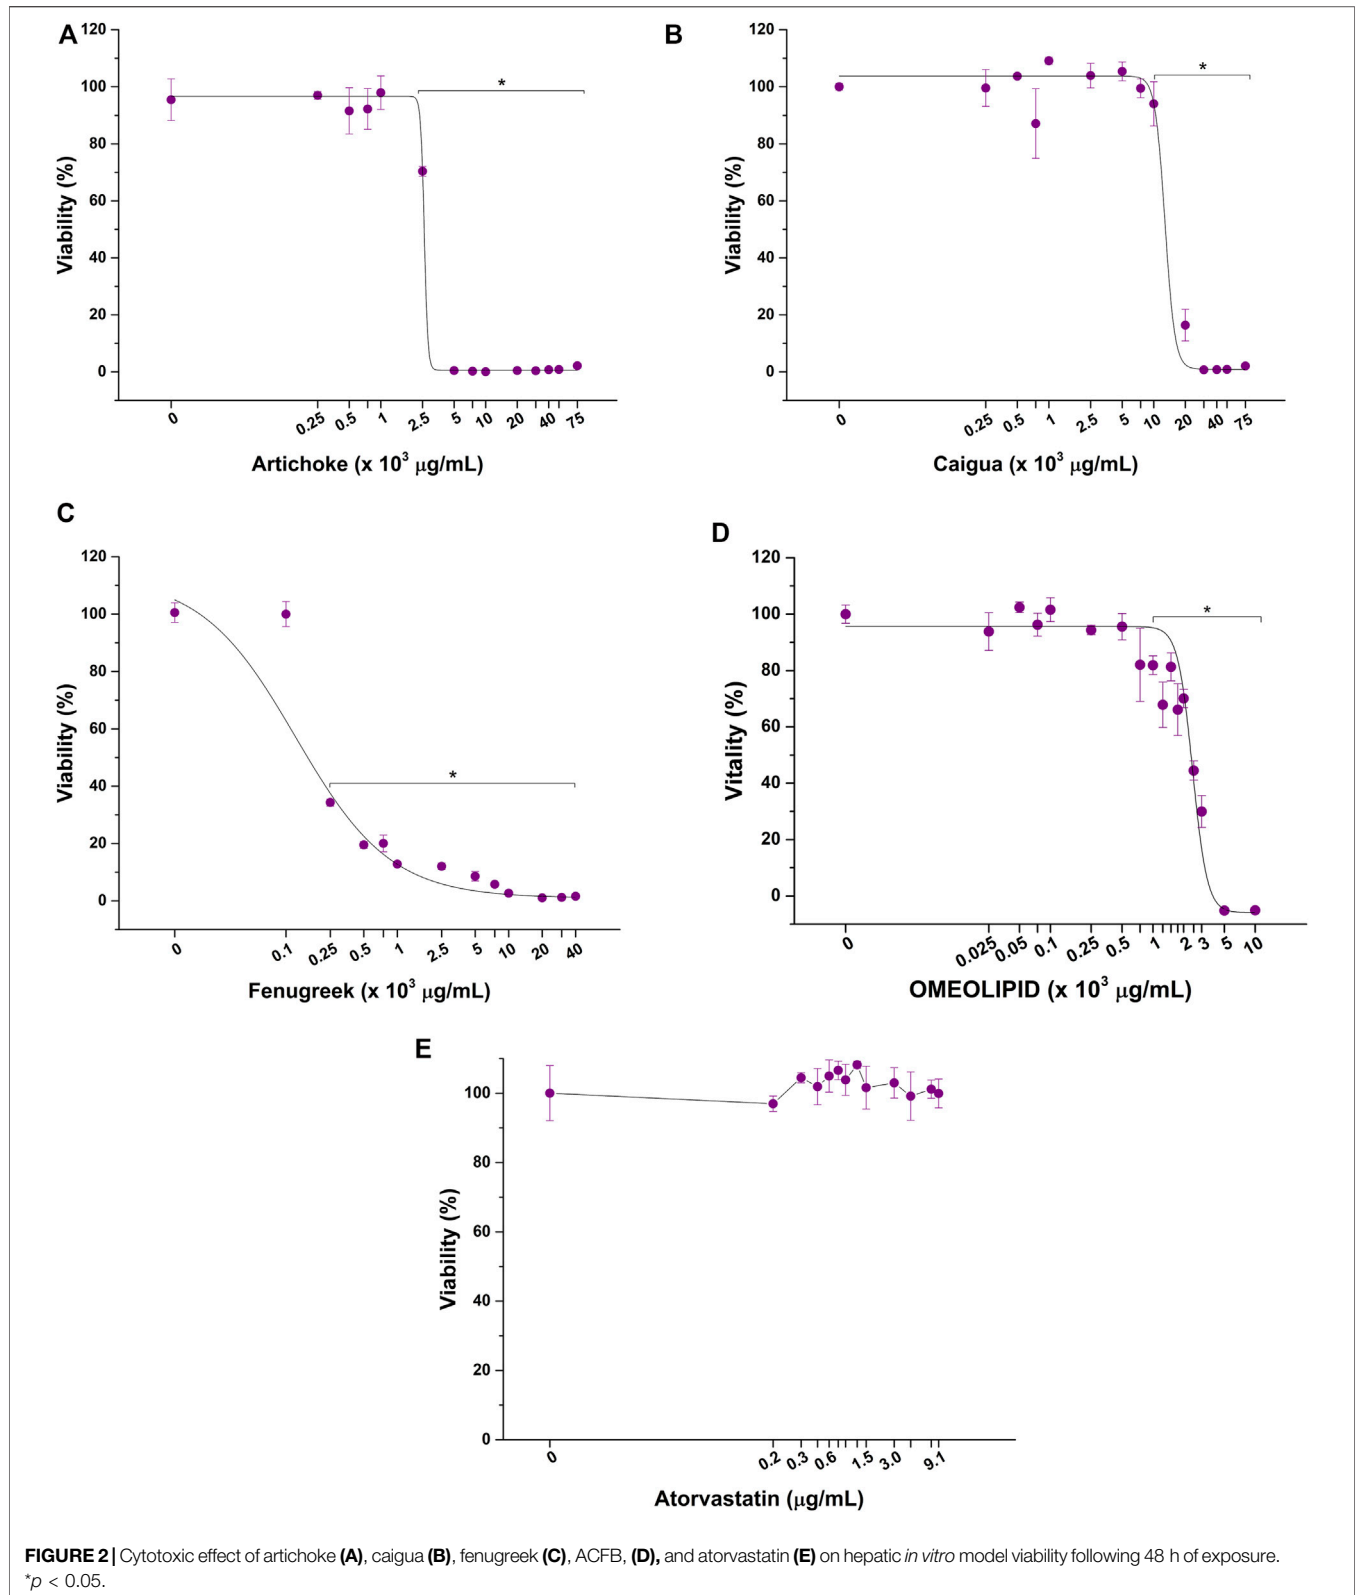 A
120
100
80
60
40
20
0
Viability (%)
*
0 0.25 0.5 1 2.5 5 10 20 40 75
Artichoke (x 10³ μg/mL)
B
120
100
80
60
40
20
0
Viability (%)
*
0 0.25 0.5 1 2.5 5 10 20 40 75
Caigua (x 10³ μg/mL)
C
120
100
80
60
40
20
0
Viability (%)
*
0 0.1 0.25 0.5 1 2.5 5 10 20 40
Fenugreek (x 10³ μg/mL)
D
120
100
80
60
40
20
0
Vitality (%)
*
0 0.025 0.05 0.1 0.25 0.5 1 2 3 5 10
OMEOLIPID (x 10³ μg/mL)
E
100
80
60
40
20
0
Viability (%)
0 0.2 0.3 0.6 1.5 3.0 9.1
Atorvastatin (μg/mL)
FIGURE 2 | Cytotoxic effect of artichoke (A), caigua (B), fenugreek (C), ACFB, (D), and atorvastatin (E) on hepatic in vitro model viability following 48 h of exposure.
*p < 0.05.